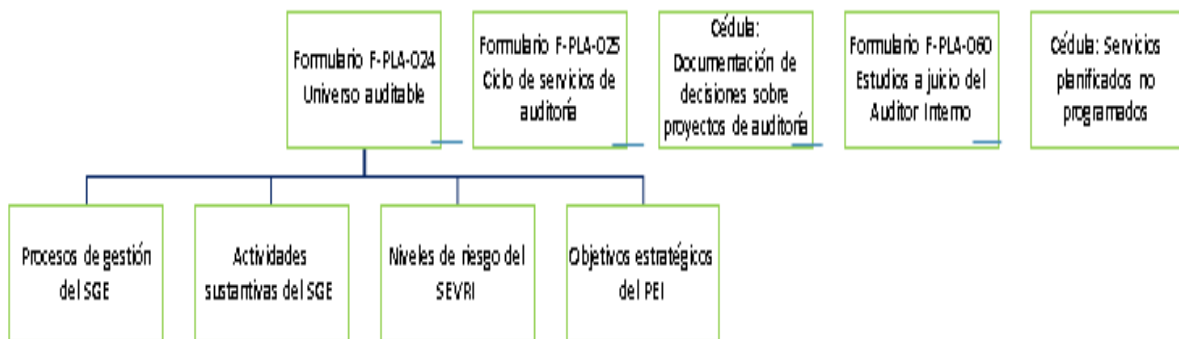 Formulario F-PLA-024
Universo auditable
Formulario F-PLA-025
Ciclo de servicios de
auditoría
Cédula:
Documentación de
decisiones sobre
proyectos de auditoría
Formulario F-PLA-060
Estudios a juicio del
Auditor Interno
Cédula: Servicios
planificados no
programados
Procesos de gestión
del SGE
Actividades
sustantivas del SGE
Niveles de riesgo del
SEVRI
Objetivos estratégicos
del PEI